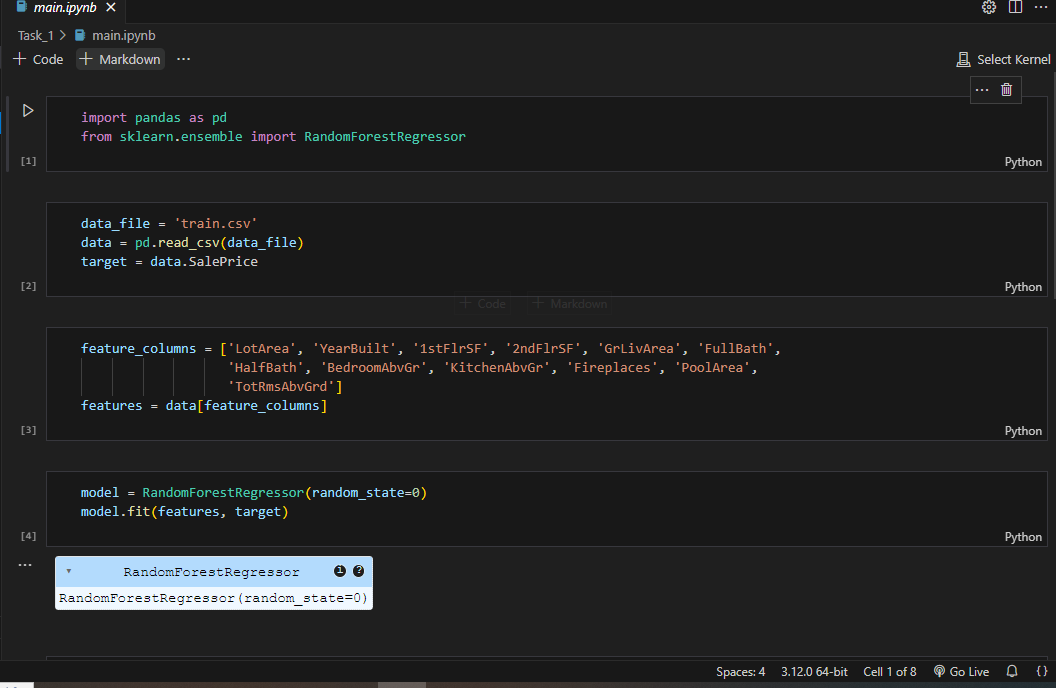 main.ipynb
Task_1 > main.ipynb
+ Code + Markdown ...
Select Kernel
import pandas as pd
from sklearn.ensemble import RandomForestRegressor
[1]
Python
data_file = 'train.csv'
data = pd.read_csv(data_file)
target = data.SalePrice
[2]
Python
+ Code + Markdown
feature_columns = ['LotArea', 'YearBuilt', '1stFlrSF', '2ndFlrSF', 'GrLivArea', 'FullBath',
'HalfBath', 'BedroomAbvGr', 'KitchenAbvGr', 'Fireplaces', 'PoolArea',
'TotRmsAbvGrd']
features = data[feature_columns]
[3]
Python
model = RandomForestRegressor(random_state=0)
model.fit(features, target)
[4]
Python
RandomForestRegressor
RandomForestRegressor(random_state=0)
Spaces: 4 3.12.0 64-bit Cell 1 of 8 Go Live {}